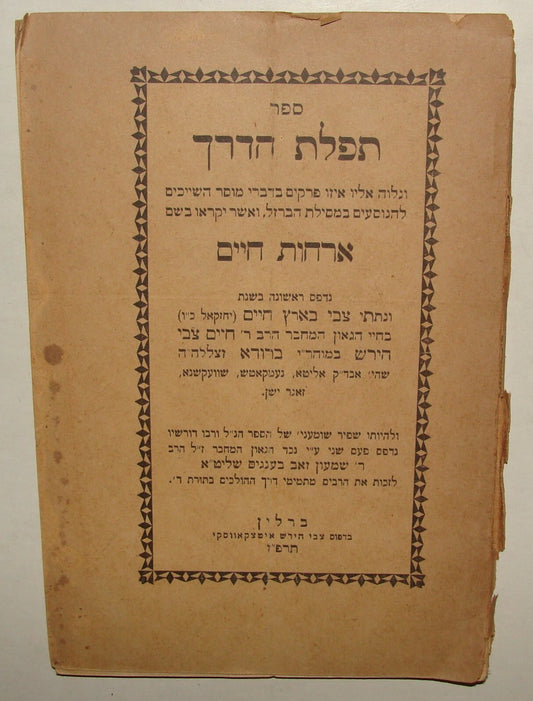 ספר
תפלת הדרך
ונלוה אליו איזו פרקים בדברי מוסר השייכים
להנוסעים במסילת הברזל, ואשר יקראו בשם
ארחות חיים
נדפס ראשונה בשנת
ונתתי צבי בארץ חיים (יחזקאל כ״ו)
בחיי הגאון המחבר הרב ר׳ חיים צבי
הירש במוהר״י ברודא זצללה״ה
שהי׳ אבד״ק אליטא, נעמקאטש, שוועקשנא,
זאגר ישן.
ולהיותי שפיר שומעני׳ של הספר הנ״ל ורבו דורשיו
נדפס פעם שני ע״י נכד הגאון המחבר ז״ל הרב
ר׳ שמעון זאב בענגים שליט״א
לזכות את הרבים מתמימי דרך ההולכים בתורת ד׳.
ברלין
בדפוס צבי הירש איטצקאווסקי
תרפ״ז